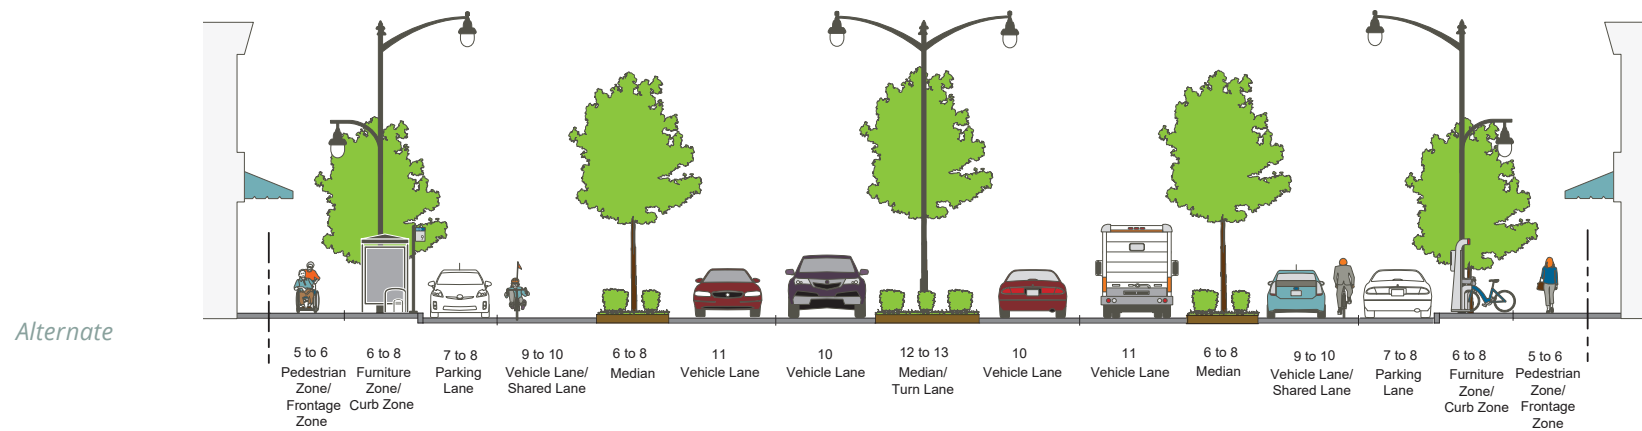 Alternate
5 to 6
Pedestrian
Zone/
Frontage
Zone
6 to 8
Furniture
Zone/
Curb Zone
7 to 8
Parking
Lane
9 to 10
Vehicle Lane/
Shared Lane
6 to 8
Median
11
Vehicle Lane
10
Vehicle Lane
12 to 13
Median/
Turn Lane
10
Vehicle Lane
11
Vehicle Lane
6 to 8
Median
9 to 10
Vehicle Lane/
Shared Lane
7 to 8
Parking
Lane
6 to 8
Furniture
Zone/
Curb Zone
5 to 6
Pedestrian
Zone/
Frontage
Zone